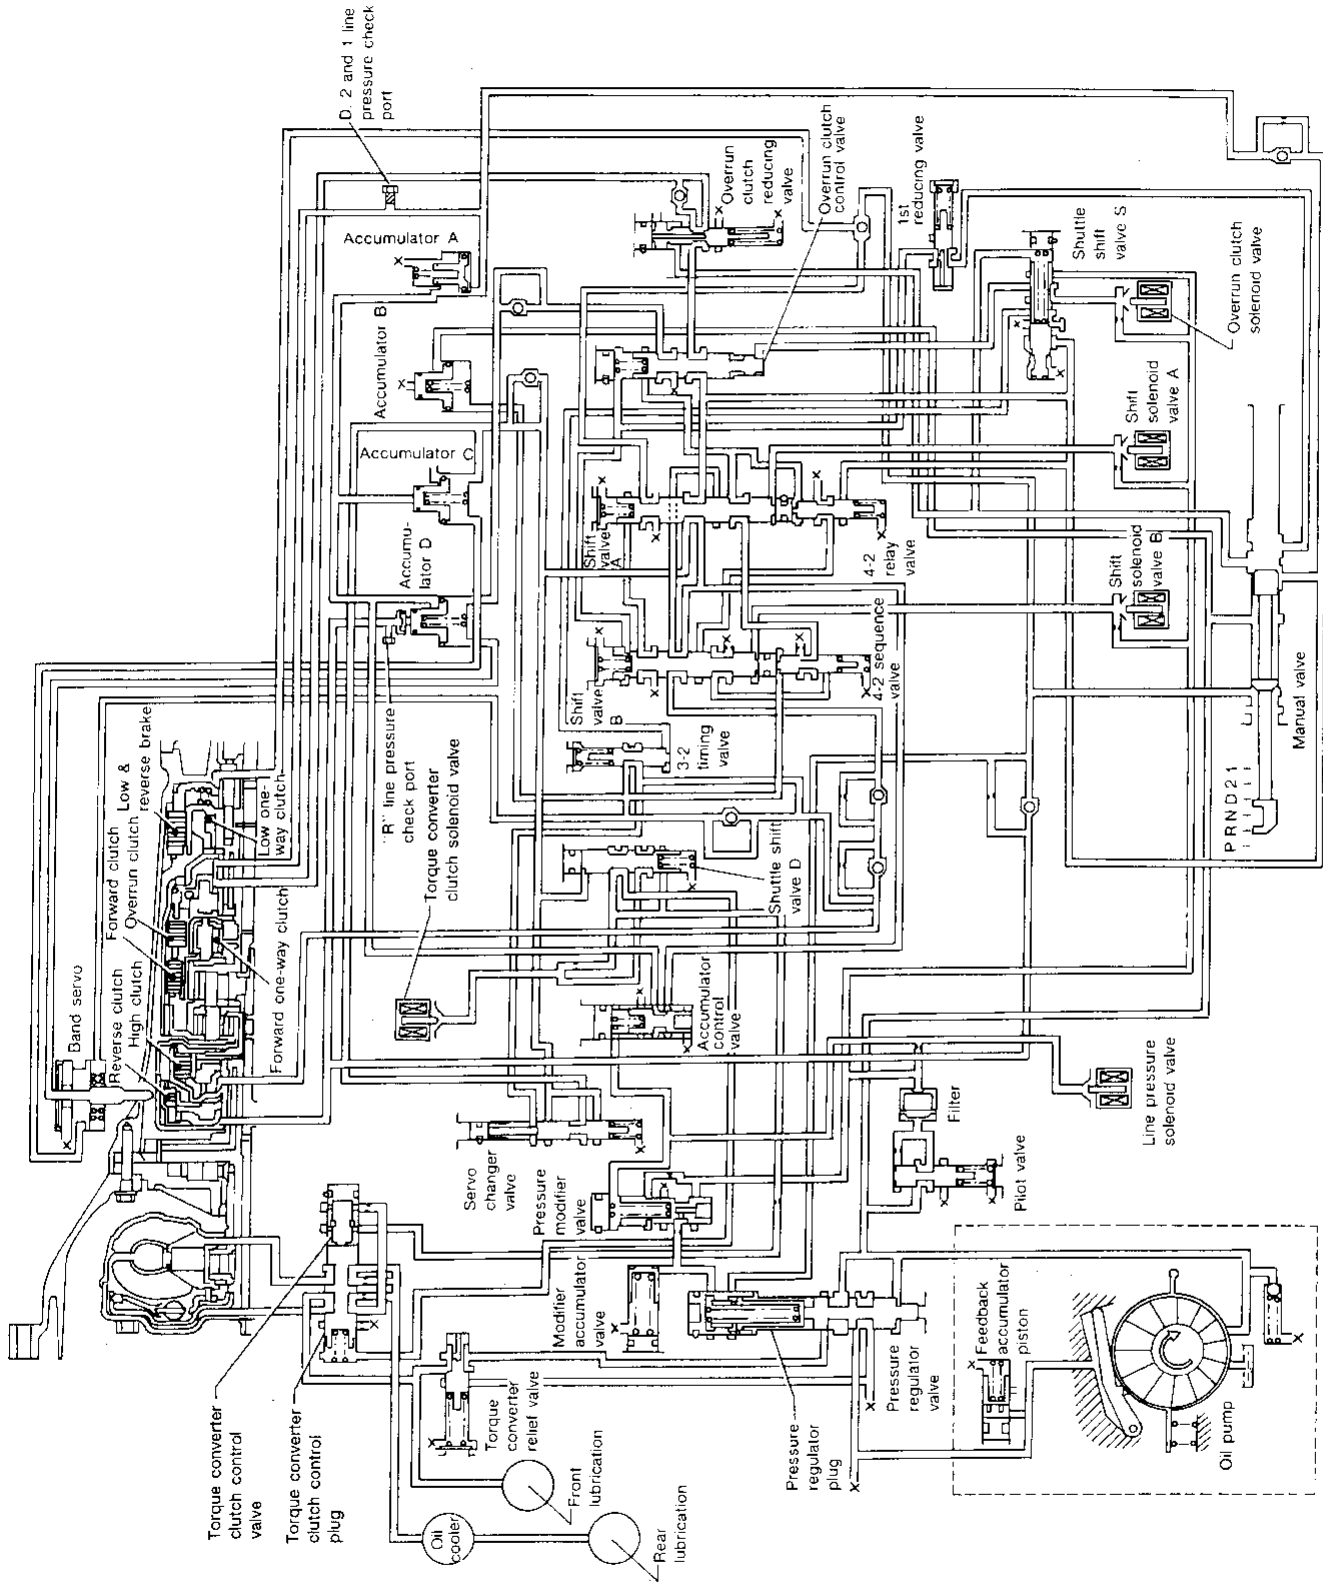 Torque converter
clutch control
valve
Torque converter
clutch control
plug
Oil
cooler
Rear
lubrication
Front
lubrication
Torque
converter
relief valve
Band servo
Reverse clutch
High clutch
Forward clutch
Overrun clutch
Low &
reverse brake
Forward one-way clutch
Low one-
way clutch
"R" line pressure
check port
Torque converter
clutch solenoid valve
D. 2 and 1 line
pressure check
port
Accumulator A
Accumulator B
Accumulator C
Accumu-
lator D
Servo
changer
valve
Pressure
modifier
valve
Modifier
accumulator
valve
Pressure
regulator
plug
Pressure
regulator
valve
Accumulator
control
valve
Shuttle shift
valve D
3-2
timing
valve
Shift
valve
B
4-2 sequence
valve
Shift
valve
A
4-2
relay
valve
Overrun
clutch
reducing
valve
Overrun clutch
control valve
1st
reducing valve
Shuttle
shift
valve S
Overrun clutch
solenoid valve
Shift
solenoid
valve A
Shift
solenoid
valve B
Manual valve
P R N D 2 1
Filter
Pilot valve
Line pressure
solenoid valve
Feedback
accumulator
piston
Oil pump